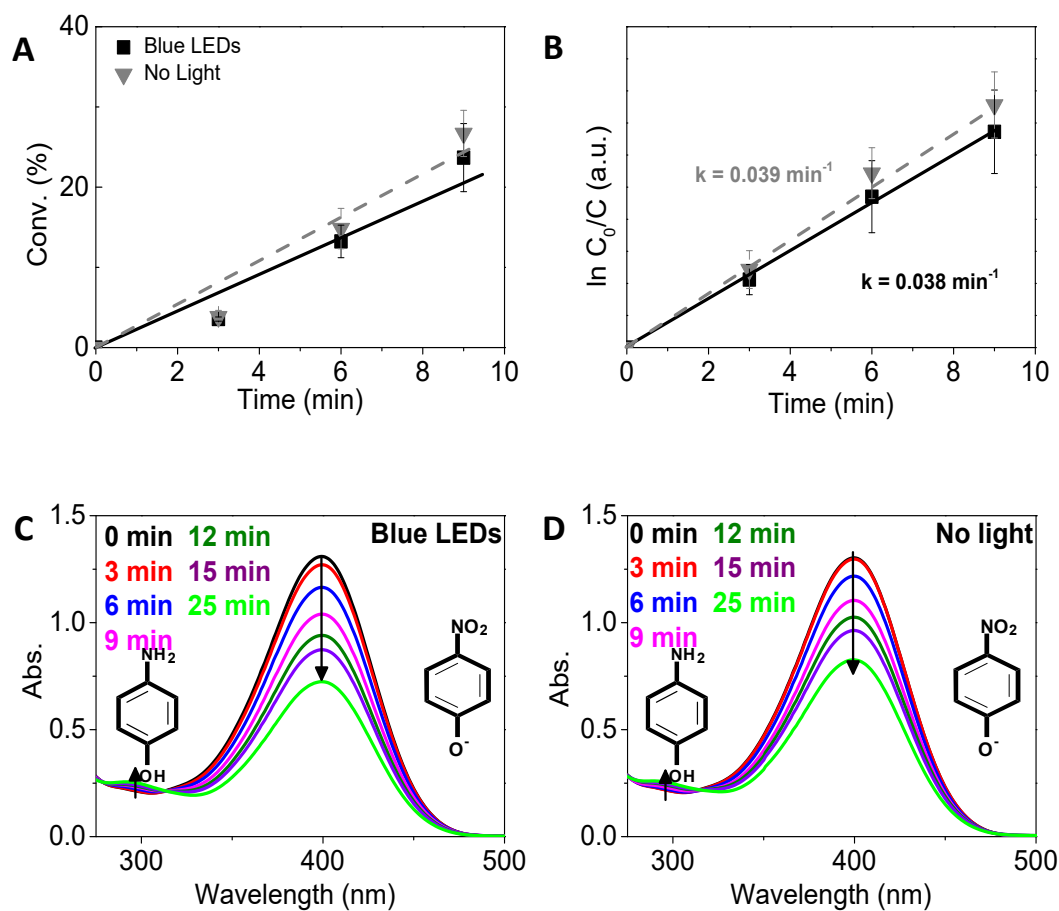 A
40
20
0
Conv. (%)
Blue LEDs
No Light
0 2 4 6 8 10
Time (min)
B
ln C₀/C (a.u.)
k = 0.039 min⁻¹
k = 0.038 min⁻¹
0 2 4 6 8 10
Time (min)
C
1.5
1.0
0.5
0.0
Abs.
0 min 12 min
3 min 15 min
6 min 25 min
9 min
Blue LEDs
NH₂
OH
NO₂
O⁻
300 400 500
Wavelength (nm)
D
1.5
1.0
0.5
0.0
Abs.
0 min 12 min
3 min 15 min
6 min 25 min
9 min
No light
NH₂
OH
NO₂
O⁻
300 400 500
Wavelength (nm)